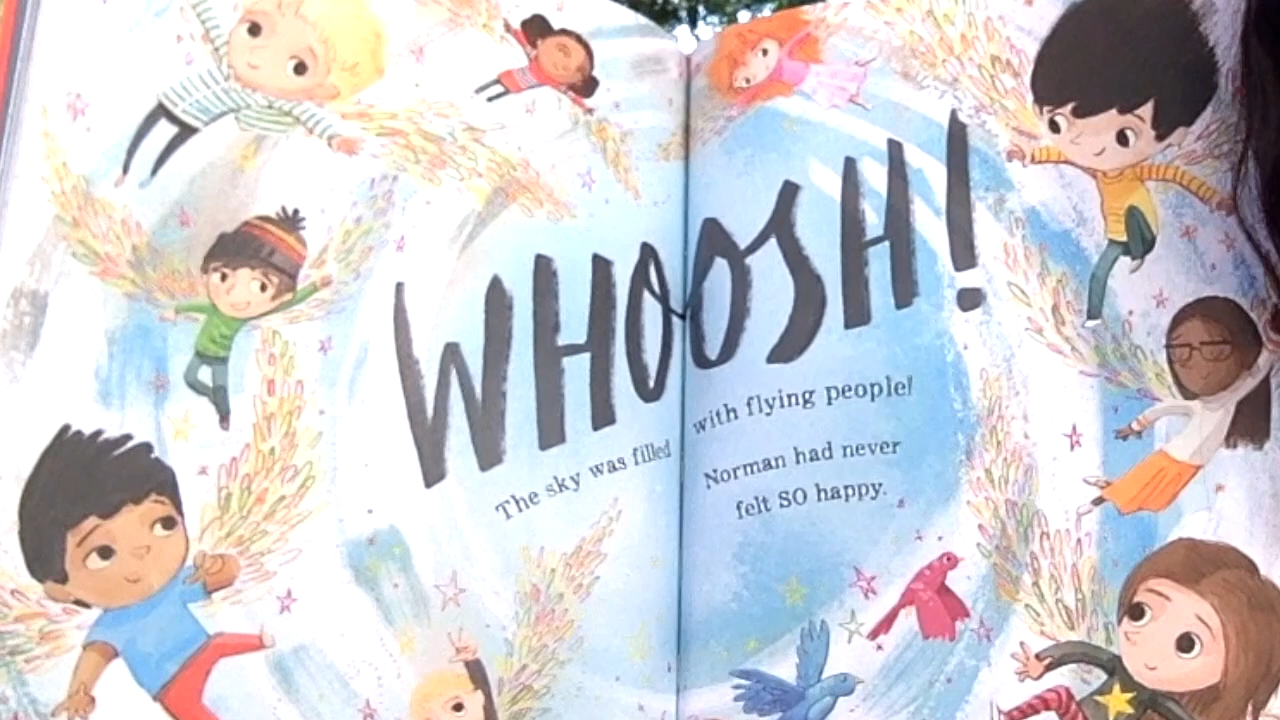 WHOOSH!
The sky was filled with flying people!
Norman had never
felt SO happy.